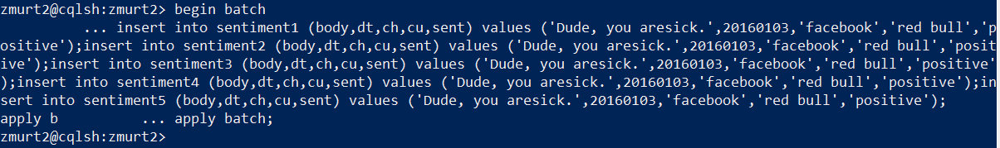 zmurt2@cqlsh:zmurt2> begin batch
... insert into sentiment1 (body,dt,ch,cu,sent) values ('Dude, you aresick.',20160103,'facebook','red bull','p
ositive');insert into sentiment2 (body,dt,ch,cu,sent) values ('Dude, you aresick.',20160103,'facebook','red bull','posit
ive');insert into sentiment3 (body,dt,ch,cu,sent) values ('Dude, you aresick.',20160103,'facebook','red bull','positive'
);insert into sentiment4 (body,dt,ch,cu,sent) values ('Dude, you aresick.',20160103,'facebook','red bull','positive');in
sert into sentiment5 (body,dt,ch,cu,sent) values ('Dude, you aresick.',20160103,'facebook','red bull','positive');
apply b         ... apply batch;
zmurt2@cqlsh:zmurt2>